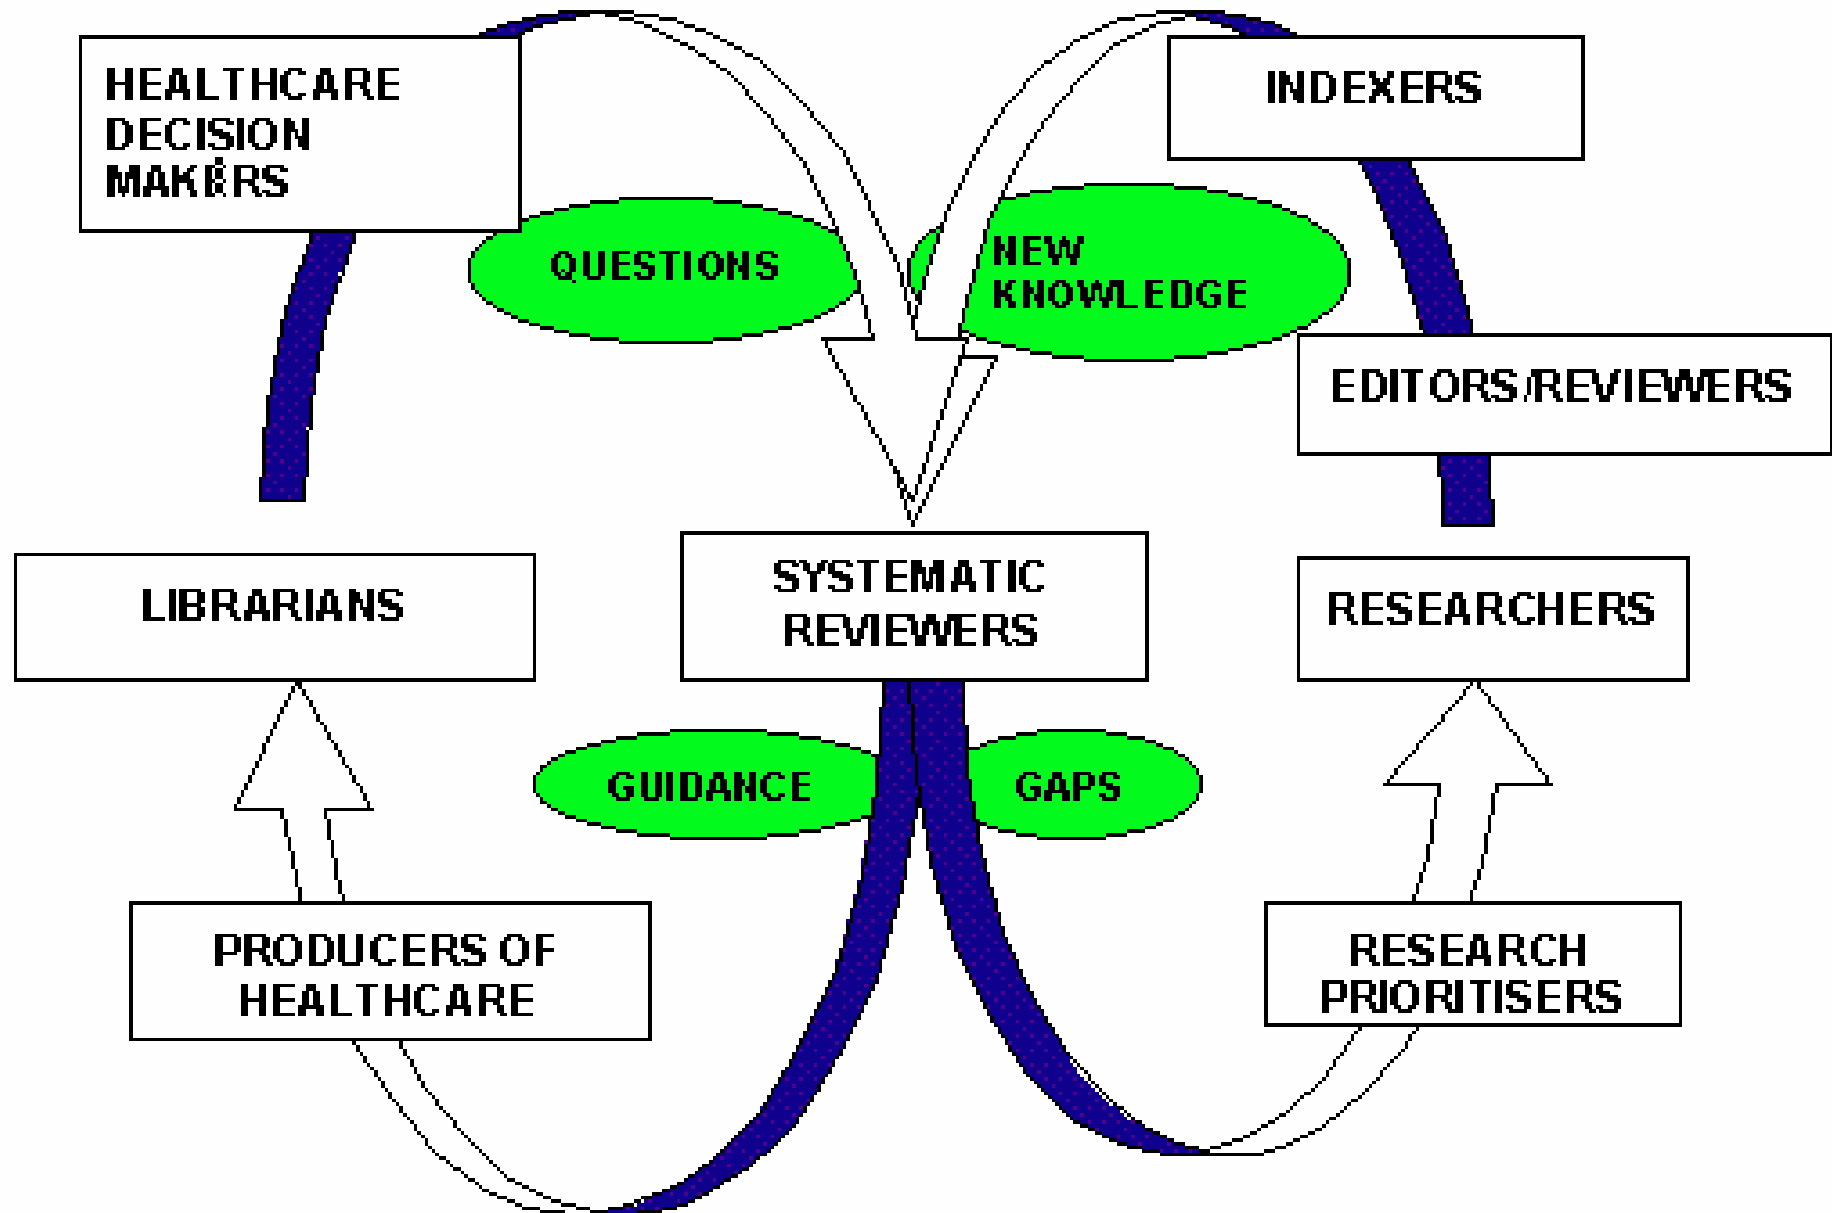 HEALTHCARE
DECISION
MAKERS
INDEXERS
QUESTIONS
NEW
KNOWLEDGE
EDITORS/REVIEWERS
LIBRARIANS
SYSTEMATIC
REVIEWERS
RESEARCHERS
GUIDANCE
GAPS
PRODUCERS OF
HEALTHCARE
RESEARCH
PRIORITISERS